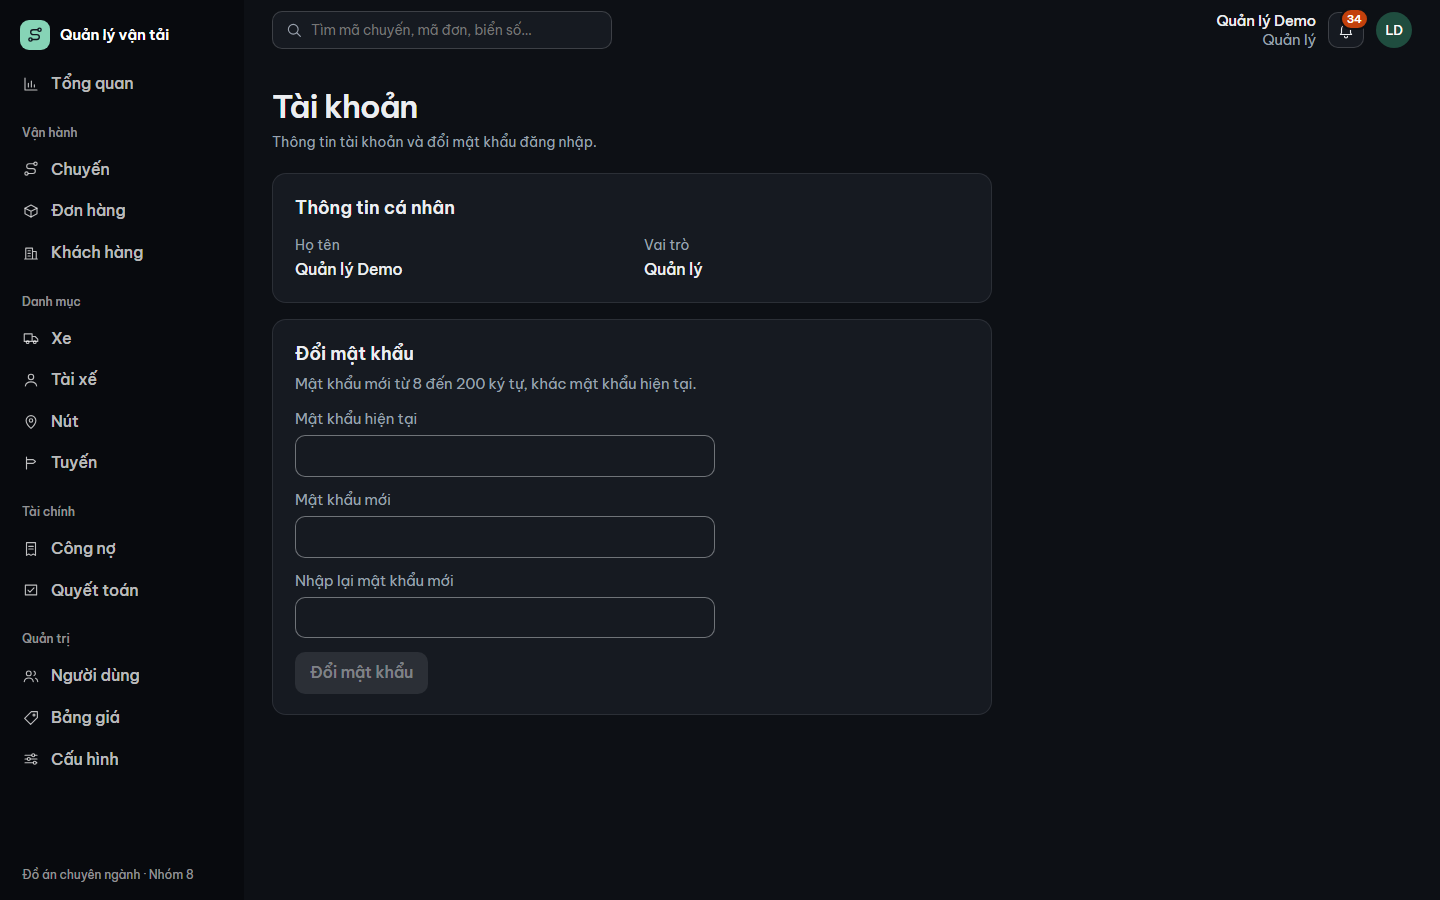 Quản lý vận tải
Tìm mã chuyến, mã đơn, biển số...
Quản lý Demo
Quản lý
34
LD
Tổng quan
Vận hành
Chuyến
Đơn hàng
Khách hàng
Danh mục
Xe
Tài xế
Nút
Tuyến
Tài chính
Công nợ
Quyết toán
Quản trị
Người dùng
Bảng giá
Cấu hình
Đồ án chuyên ngành · Nhóm 8
Tài khoản
Thông tin tài khoản và đổi mật khẩu đăng nhập.
Thông tin cá nhân
Họ tên
Quản lý Demo
Vai trò
Quản lý
Đổi mật khẩu
Mật khẩu mới từ 8 đến 200 ký tự, khác mật khẩu hiện tại.
Mật khẩu hiện tại
Mật khẩu mới
Nhập lại mật khẩu mới
Đổi mật khẩu